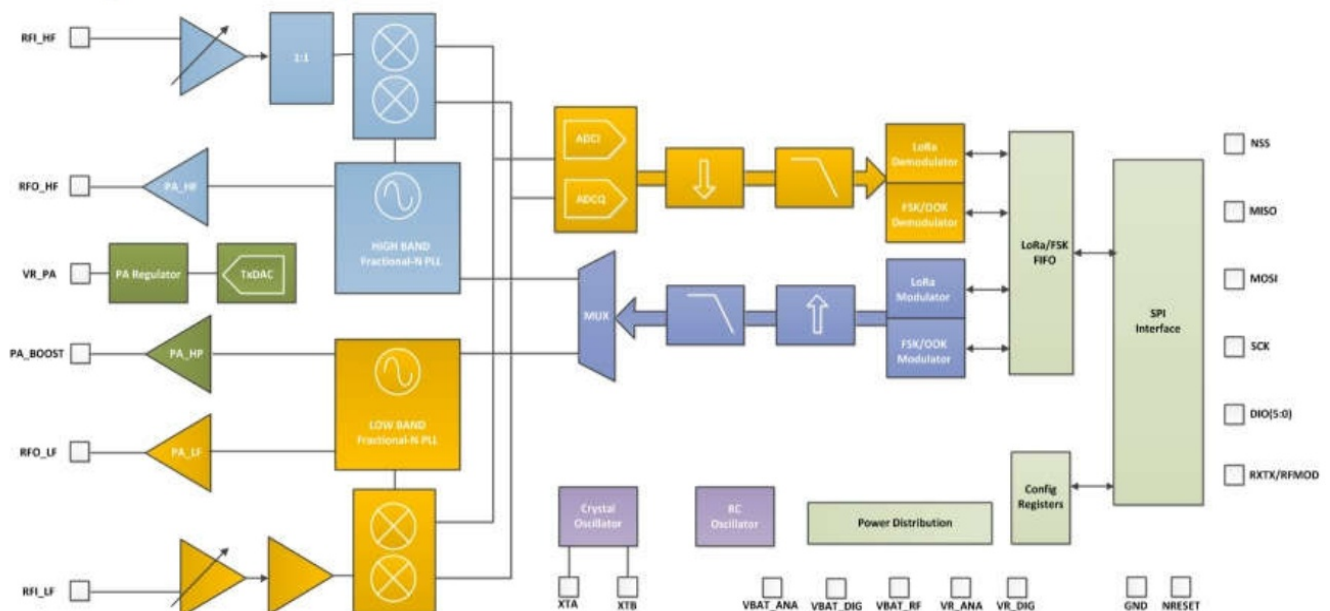 RFI_HF
1:1
RFO_HF
PA_HF
HIGH BAND
Fractional-N PLL
VR_PA
PA Regulator
TxDAC
PA_BOOST
PA_HP
RFO_LF
PA_LF
LOW BAND
Fractional-N PLL
RFI_LF
ADCI
ADCQ
LoRa
Demodulator
FSK/OOK
Demodulator
MUX
LoRa
Modulator
FSK/OOK
Modulator
LoRa/FSK
FIFO
SPI
Interface
Config
Registers
NSS
MISO
MOSI
SCK
DIO(5:0)
RXTX/RFMOD
Crystal
Oscillator
RC
Oscillator
Power Distribution
XTA
XTB
VBAT_ANA
VBAT_DIG
VBAT_RF
VR_ANA
VR_DIG
GND
NRESET